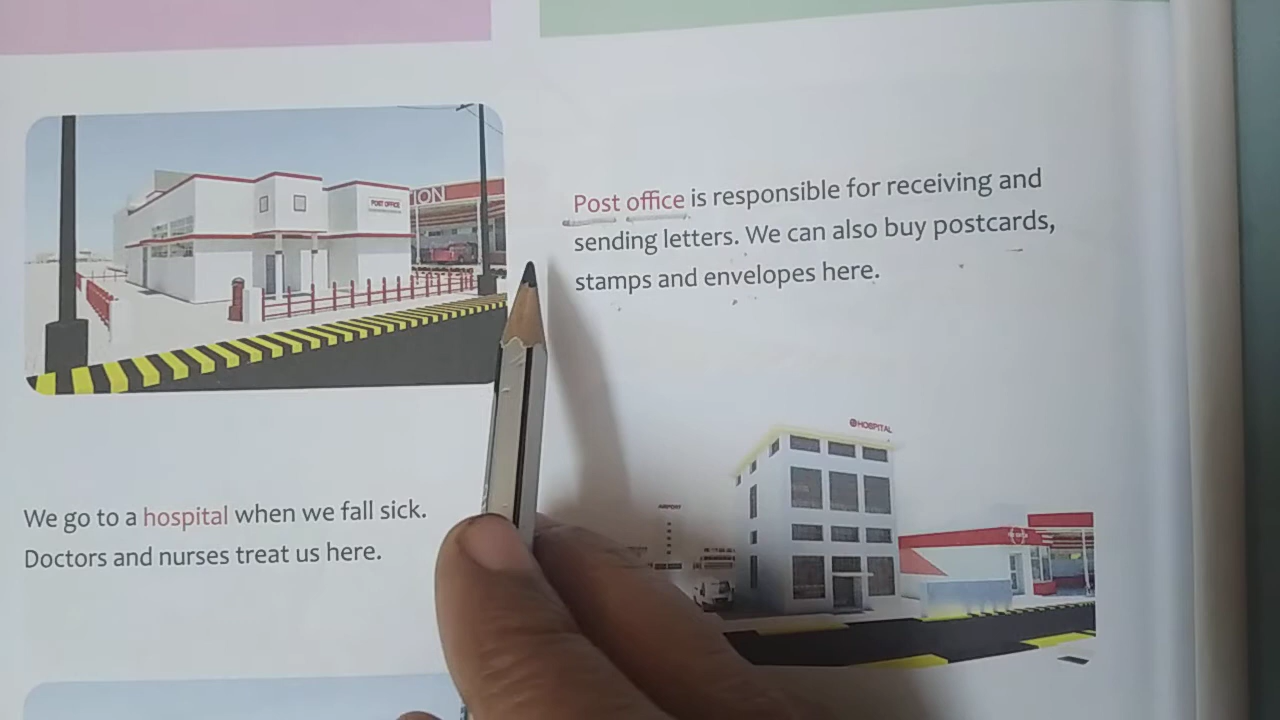 POST OFFICE
ION
Post office is responsible for receiving and
sending letters. We can also buy postcards,
stamps and envelopes here.
HOSPITAL
AIRPORT
We go to a hospital when we fall sick.
Doctors and nurses treat us here.